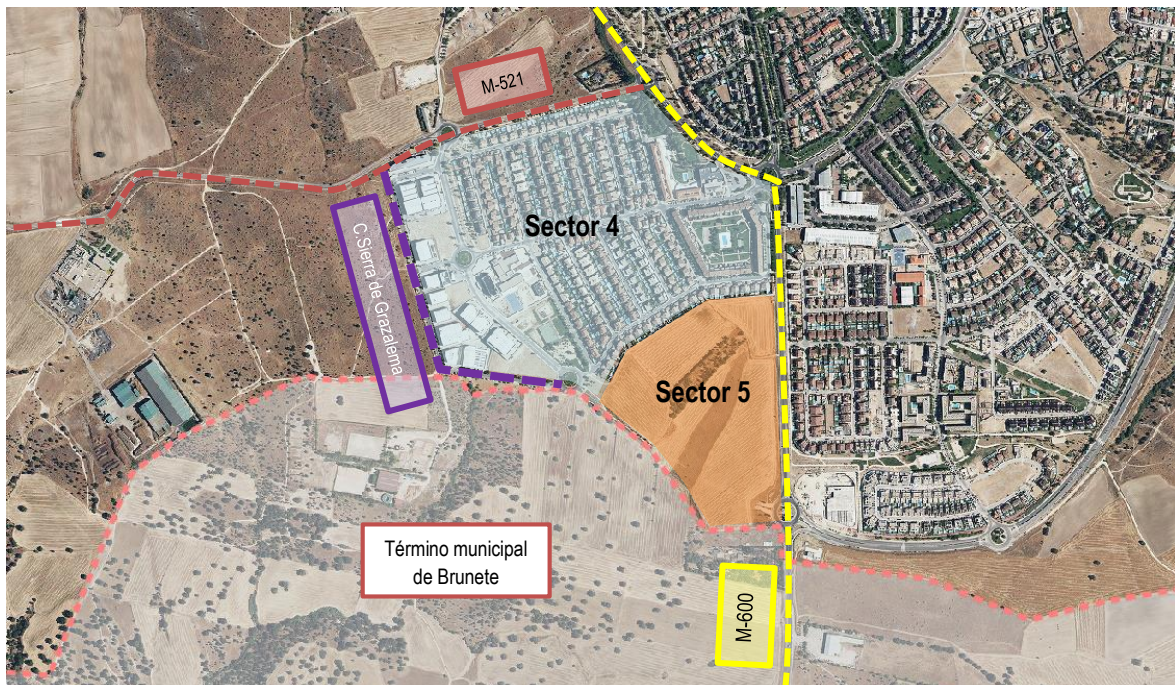 M-521
Sector 4
C.Sierra de Grazalema
Sector 5
Término municipal
de Brunete
M-600